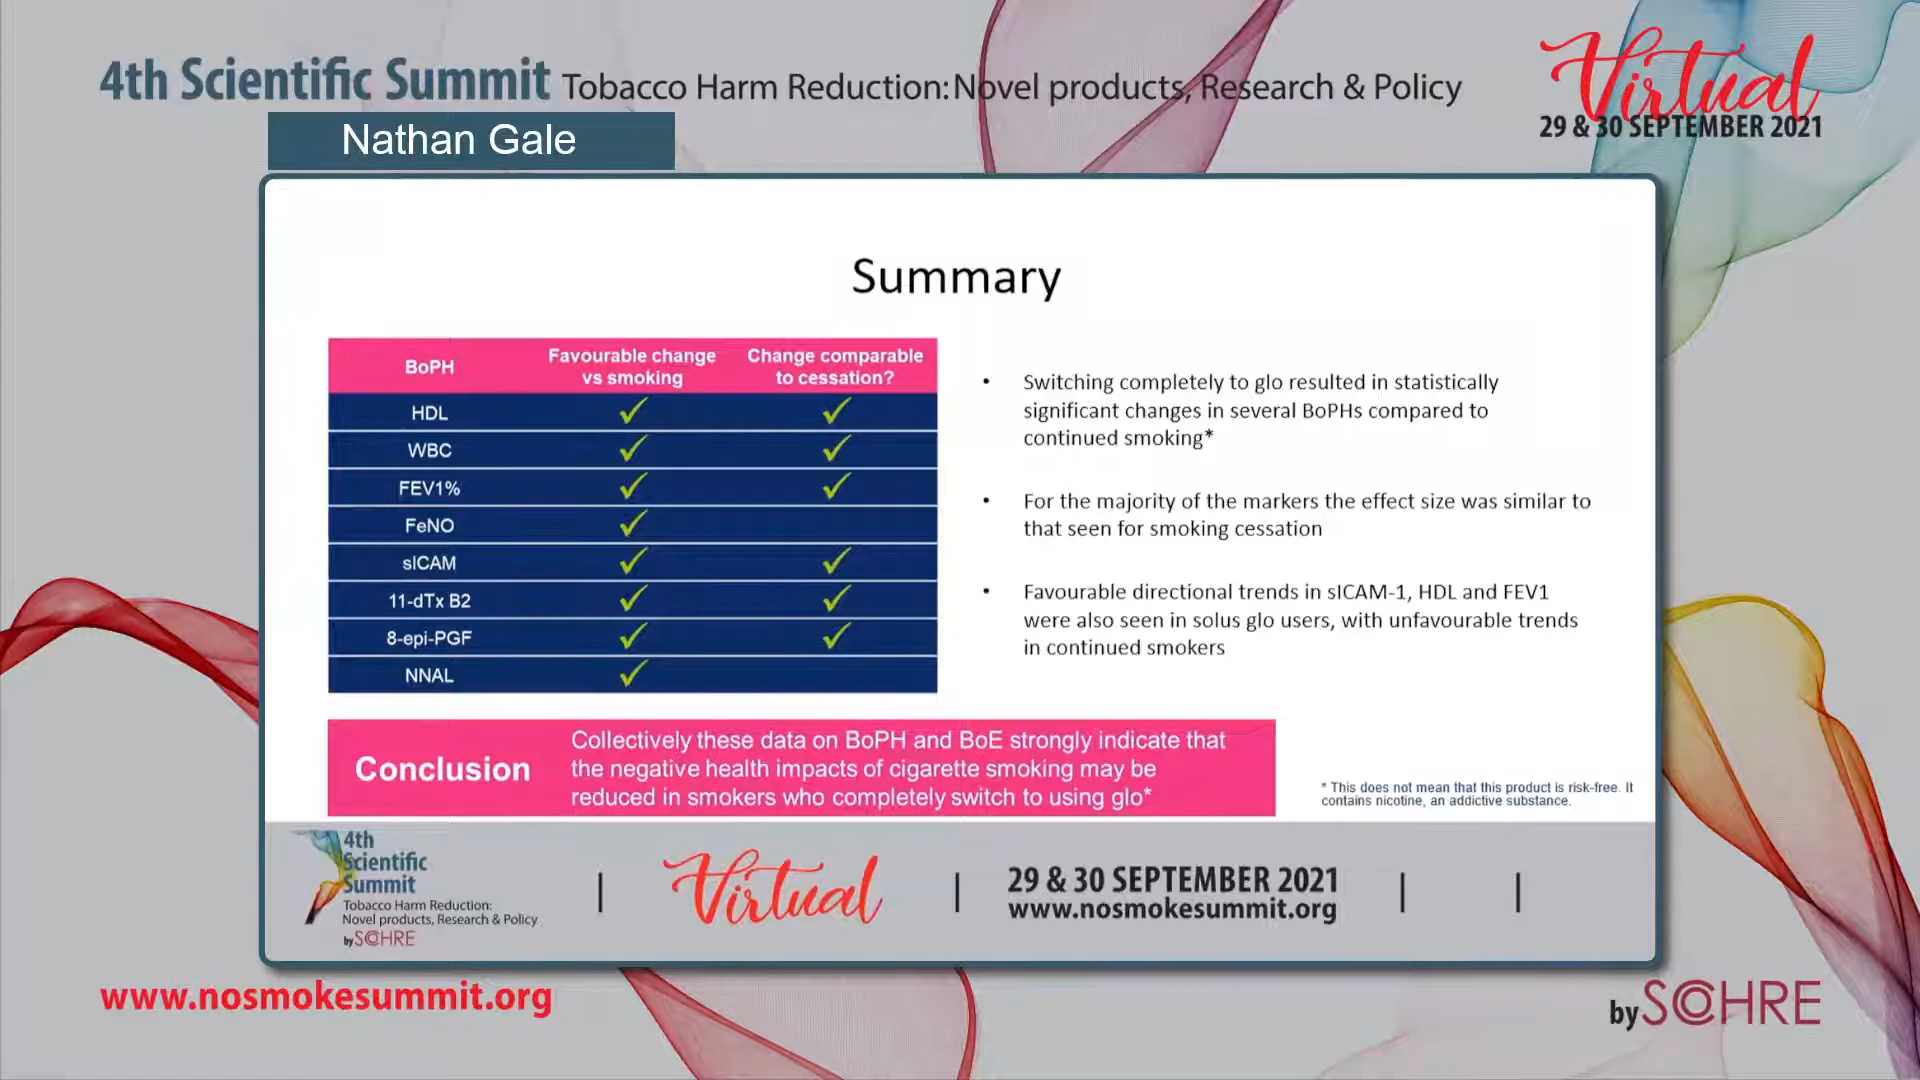 4th Scientific Summit Tobacco Harm Reduction: Novel products, Research & Policy
Virtual
29 & 30 SEPTEMBER 2021
Nathan Gale
Summary
BoPH Favourable change vs smoking Change comparable to cessation?
HDL ✓ ✓
WBC ✓ ✓
FEV1% ✓ ✓
FeNO ✓
sICAM ✓ ✓
11-dTx B2 ✓ ✓
8-epi-PGF ✓ ✓
NNAL ✓
• Switching completely to glo resulted in statistically
significant changes in several BoPHs compared to
continued smoking*
• For the majority of the markers the effect size was similar to
that seen for smoking cessation
• Favourable directional trends in sICAM-1, HDL and FEV1
were also seen in solus glo users, with unfavourable trends
in continued smokers
Conclusion
Collectively these data on BoPH and BoE strongly indicate that
the negative health impacts of cigarette smoking may be
reduced in smokers who completely switch to using glo*
* This does not mean that this product is risk-free. It
contains nicotine, an addictive substance.
4th
Scientific
Summit
Tobacco Harm Reduction:
Novel products, Research & Policy
by SCOHRE
Virtual
29 & 30 SEPTEMBER 2021
www.nosmokesummit.org
www.nosmokesummit.org
by SCOHRE